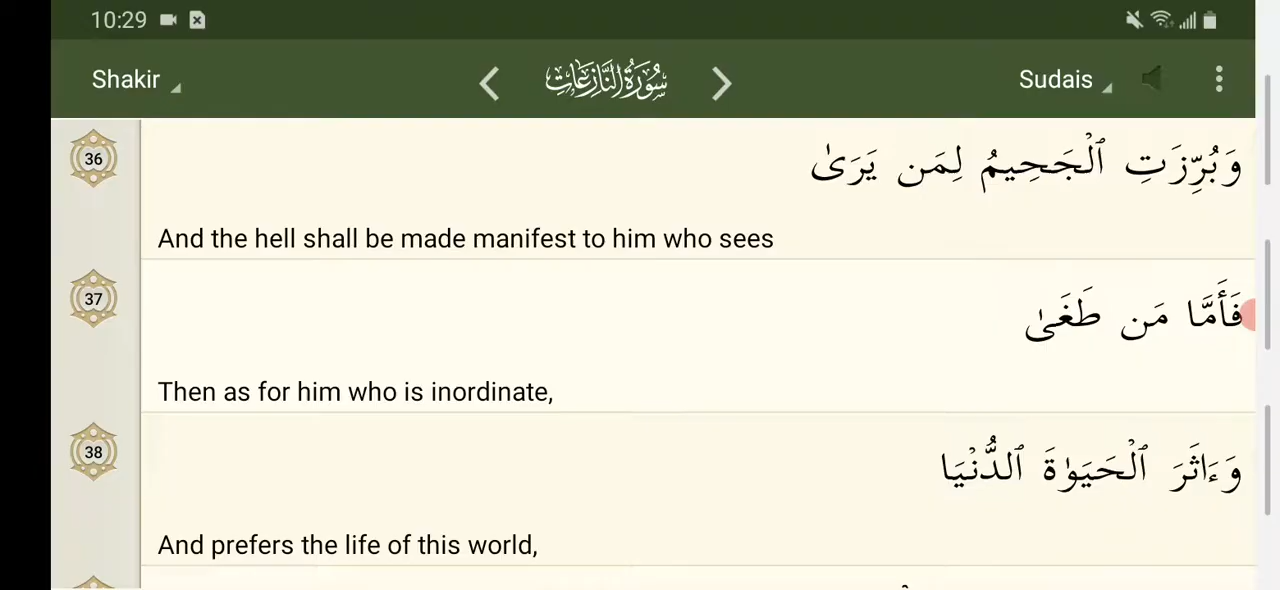 10:29
Shakir
سُورَةُ النَّازِعَاتِ
Sudais
36
وَبُرِّزَتِ ٱلْجَحِيمُ لِمَن يَرَىٰ
And the hell shall be made manifest to him who sees
37
فَأَمَّا مَن طَغَىٰ
Then as for him who is inordinate,
38
وَءَاثَرَ ٱلْحَيَوٰةَ ٱلدُّنْيَا
And prefers the life of this world,